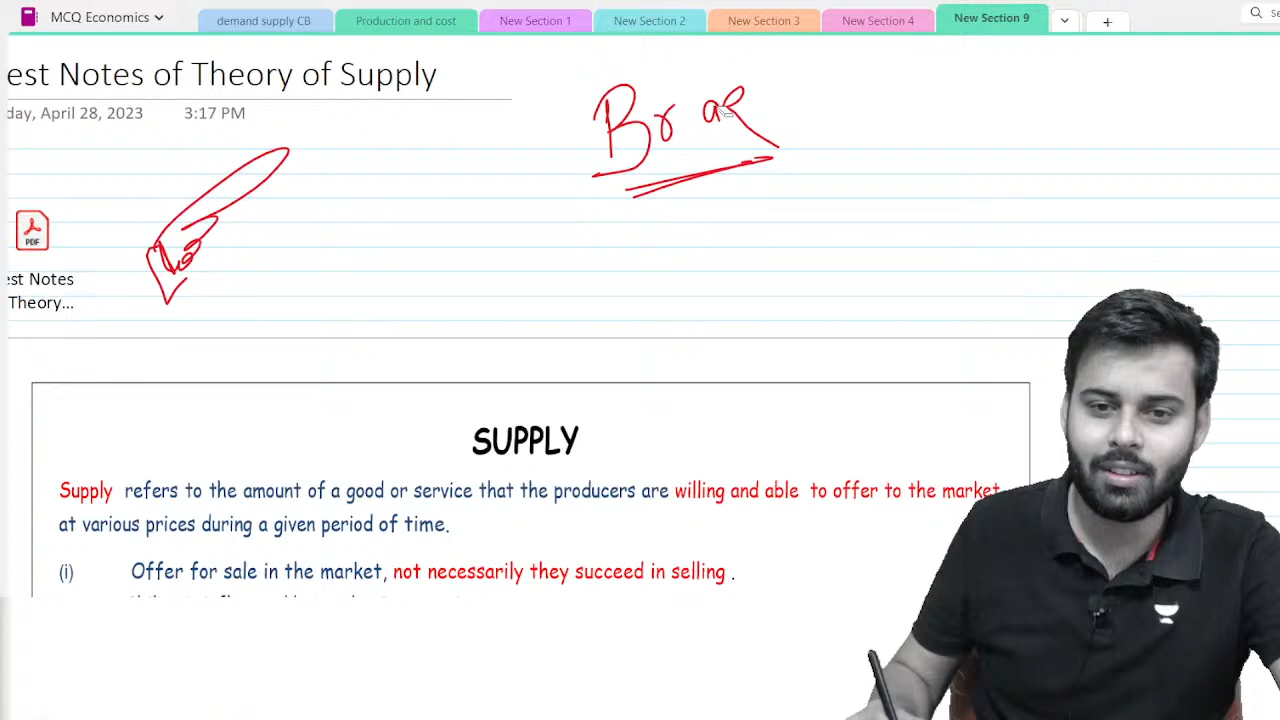 MCQ Economics
demand supply CB
Production and cost
New Section 1
New Section 2
New Section 3
New Section 4
New Section 9
est Notes of Theory of Supply
day, April 28, 2023 3:17 PM
PDF
est Notes
Theory...
SUPPLY
Supply refers to the amount of a good or service that the producers are willing and able to offer to the market
at various prices during a given period of time.
(i) Offer for sale in the market, not necessarily they succeed in selling .